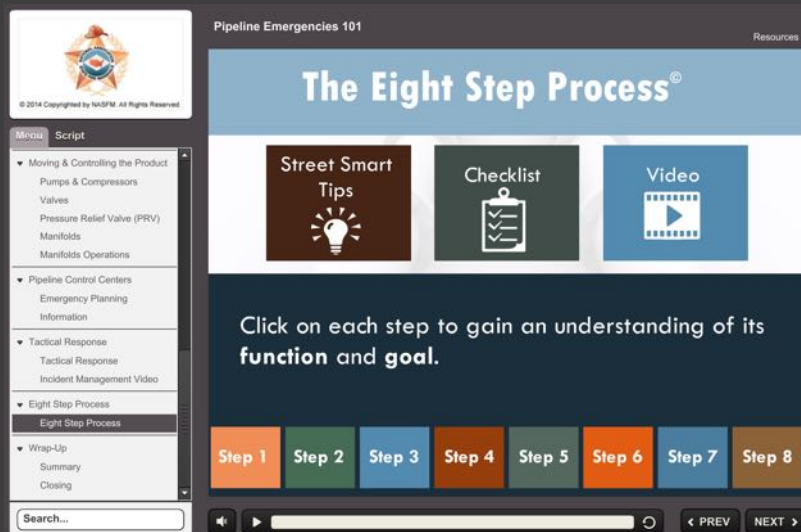 Pipeline Emergencies 101
Resources
© 2014 Copyrighted by NASFM. All Rights Reserved
Menu Script
Moving & Controlling the Product
Pumps & Compressors
Valves
Pressure Relief Valve (PRV)
Manifolds
Manifolds Operations
Pipeline Control Centers
Emergency Planning
Information
Tactical Response
Tactical Response
Incident Management Video
Eight Step Process
Eight Step Process
Wrap-Up
Summary
Closing
Search...
The Eight Step Process©
Street Smart
Tips
Checklist
Video
Click on each step to gain an understanding of its
function and goal.
Step 1 Step 2 Step 3 Step 4 Step 5 Step 6 Step 7 Step 8
< PREV NEXT >